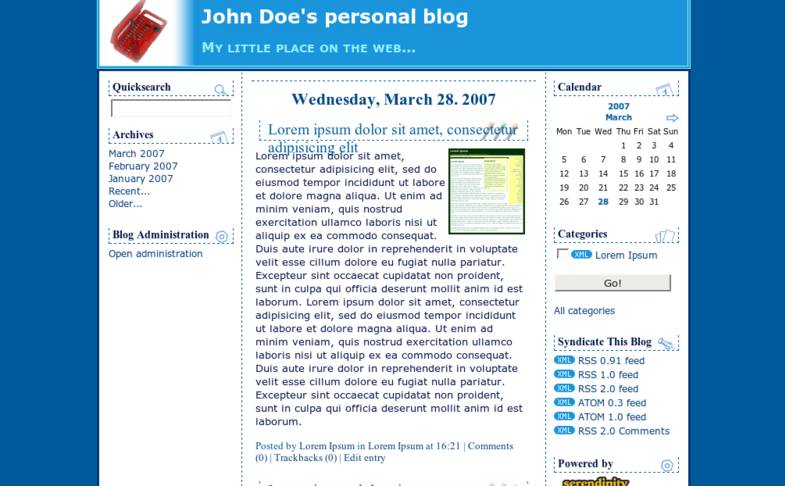 John Doe's personal blog
My little place on the web...
Quicksearch
Archives
March 2007
February 2007
January 2007
Recent...
Older...
Blog Administration
Open administration
Wednesday, March 28. 2007
Lorem ipsum dolor sit amet, consectetur
adipisicing elit
Lorem ipsum dolor sit amet,
consectetur adipisicing elit, sed do
eiusmod tempor incididunt ut labore
et dolore magna aliqua. Ut enim ad
minim veniam, quis nostrud
exercitation ullamco laboris nisi ut
aliquip ex ea commodo consequat.
Duis aute irure dolor in reprehenderit in voluptate
velit esse cillum dolore eu fugiat nulla pariatur.
Excepteur sint occaecat cupidatat non proident,
sunt in culpa qui officia deserunt mollit anim id est
laborum. Lorem ipsum dolor sit amet, consectetur
adipisicing elit, sed do eiusmod tempor incididunt
ut labore et dolore magna aliqua. Ut enim ad
minim veniam, quis nostrud exercitation ullamco
laboris nisi ut aliquip ex ea commodo consequat.
Duis aute irure dolor in reprehenderit in voluptate
velit esse cillum dolore eu fugiat nulla pariatur.
Excepteur sint occaecat cupidatat non proident,
sunt in culpa qui officia deserunt mollit anim id est
laborum.
Posted by Lorem Ipsum in Lorem Ipsum at 16:21 | Comments
(0) | Trackbacks (0) | Edit entry
Calendar
2007
March
Mon Tue Wed Thu Fri Sat Sun
1 2 3 4
5 6 7 8 9 10 11
12 13 14 15 16 17 18
19 20 21 22 23 24 25
26 27 28 29 30 31
Categories
XML Lorem Ipsum
Go!
All categories
Syndicate This Blog
XML RSS 0.91 feed
XML RSS 1.0 feed
XML RSS 2.0 feed
XML ATOM 0.3 feed
XML ATOM 1.0 feed
XML RSS 2.0 Comments
Powered by
serendipity